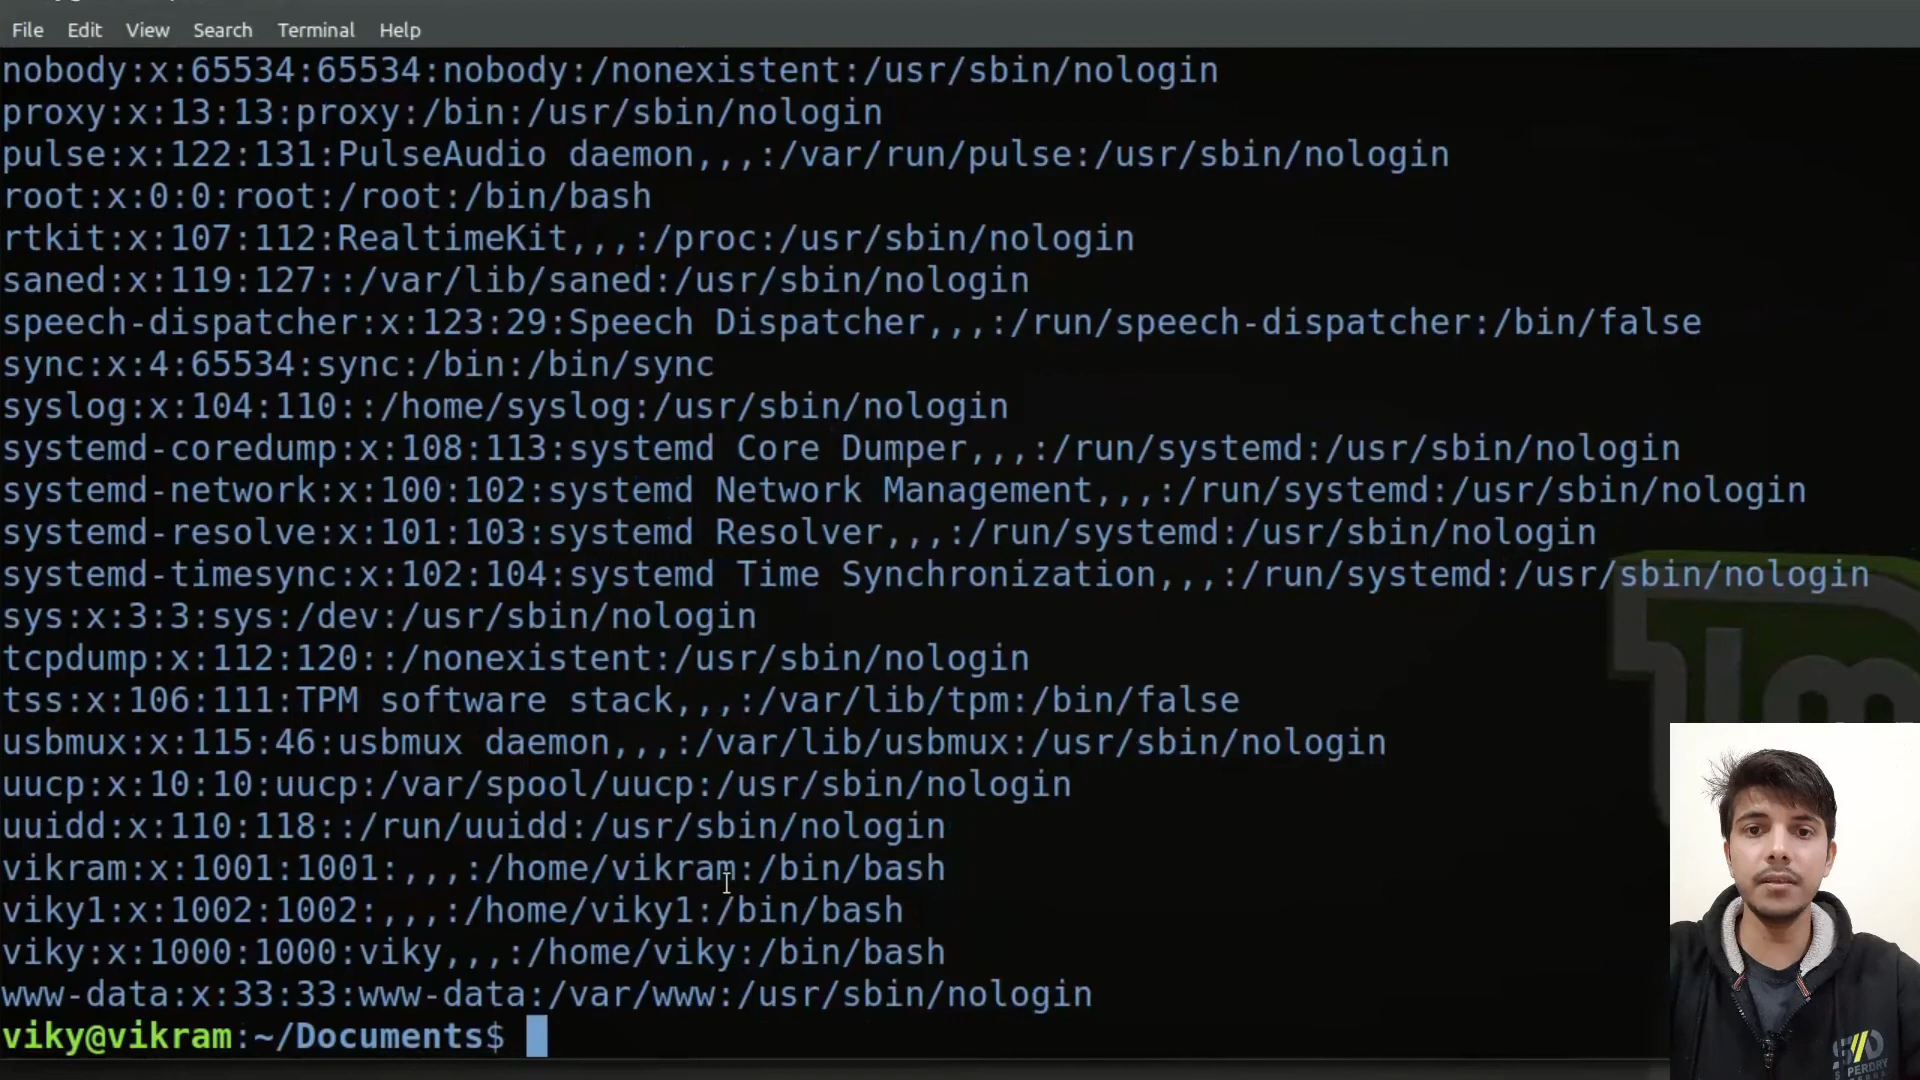 File Edit View Search Terminal Help
nobody:x:65534:65534:nobody:/nonexistent:/usr/sbin/nologin
proxy:x:13:13:proxy:/bin:/usr/sbin/nologin
pulse:x:122:131:PulseAudio daemon,,,:/var/run/pulse:/usr/sbin/nologin
root:x:0:0:root:/root:/bin/bash
rtkit:x:107:112:RealtimeKit,,,:/proc:/usr/sbin/nologin
saned:x:119:127::/var/lib/saned:/usr/sbin/nologin
speech-dispatcher:x:123:29:Speech Dispatcher,,,:/run/speech-dispatcher:/bin/false
sync:x:4:65534:sync:/bin:/bin/sync
syslog:x:104:110::/home/syslog:/usr/sbin/nologin
systemd-coredump:x:108:113:systemd Core Dumper,,,:/run/systemd:/usr/sbin/nologin
systemd-network:x:100:102:systemd Network Management,,,:/run/systemd:/usr/sbin/nologin
systemd-resolve:x:101:103:systemd Resolver,,,:/run/systemd:/usr/sbin/nologin
systemd-timesync:x:102:104:systemd Time Synchronization,,,:/run/systemd:/usr/sbin/nologin
sys:x:3:3:sys:/dev:/usr/sbin/nologin
tcpdump:x:112:120::/nonexistent:/usr/sbin/nologin
tss:x:106:111:TPM software stack,,,:/var/lib/tpm:/bin/false
usbmux:x:115:46:usbmux daemon,,,:/var/lib/usbmux:/usr/sbin/nologin
uucp:x:10:10:uucp:/var/spool/uucp:/usr/sbin/nologin
uuidd:x:110:118::/run/uuidd:/usr/sbin/nologin
vikram:x:1001:1001:,,,:/home/vikram:/bin/bash
viky1:x:1002:1002:,,,:/home/viky1:/bin/bash
viky:x:1000:1000:viky,,,:/home/viky:/bin/bash
www-data:x:33:33:www-data:/var/www:/usr/sbin/nologin
viky@vikram:~/Documents$